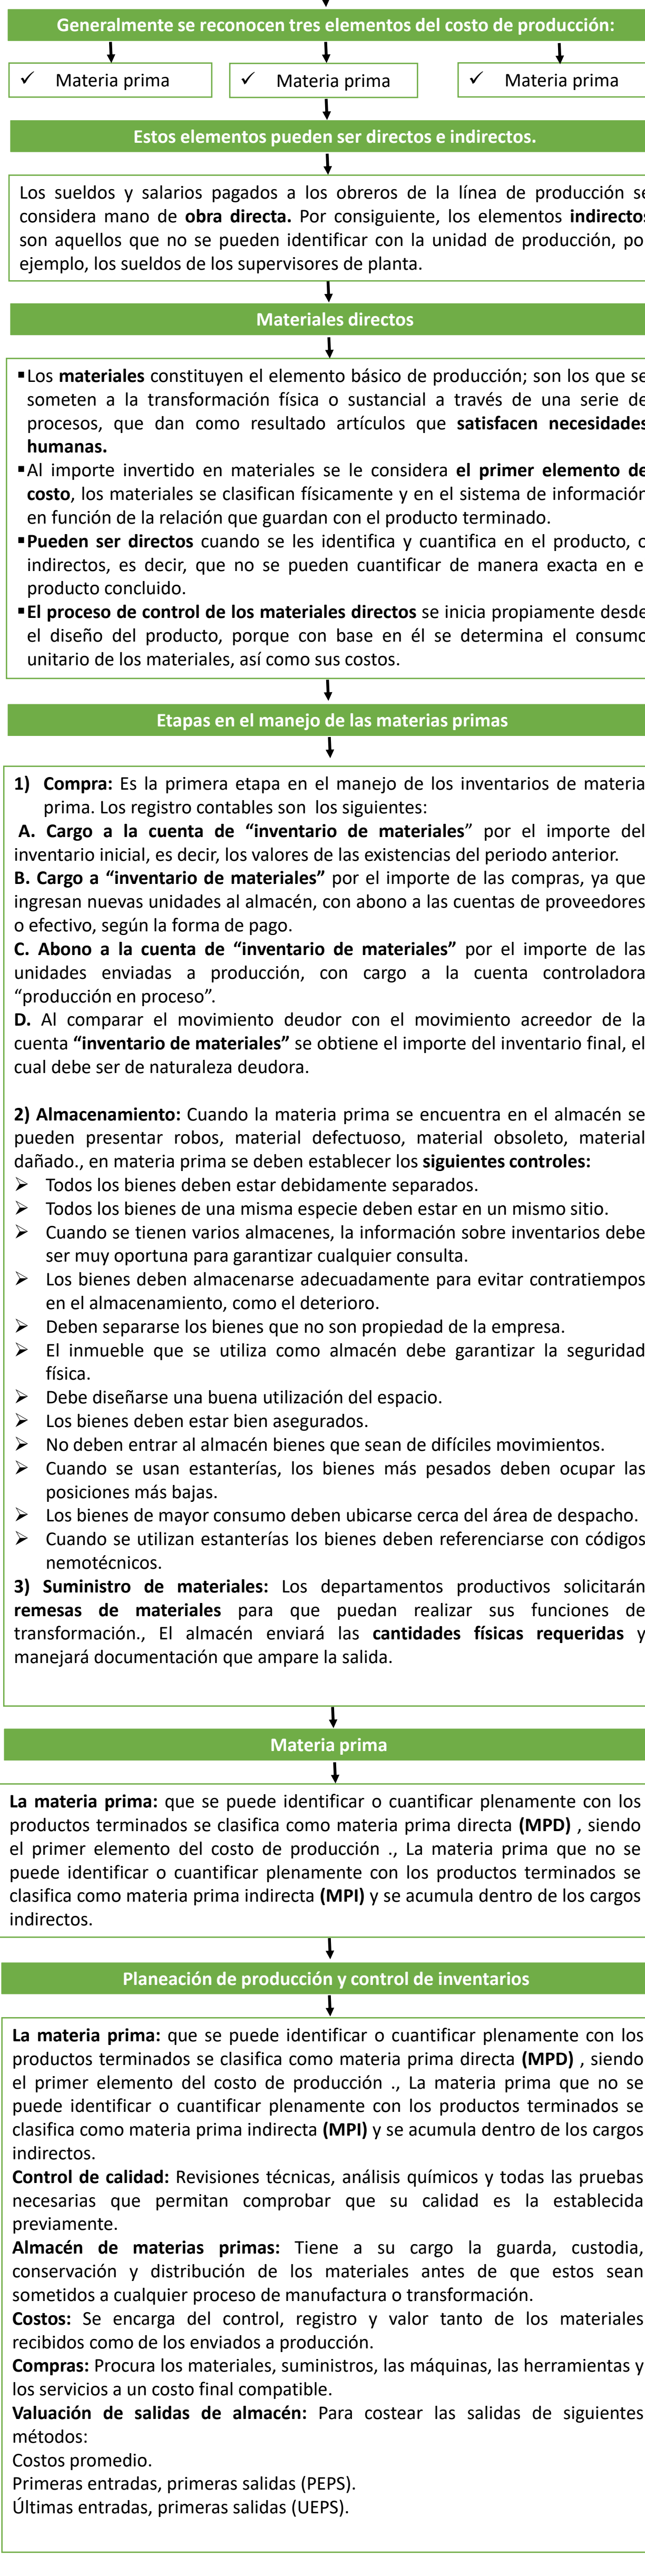 Generalmente se reconocen tres elementos del costo de producción:
✓ Materia prima
✓ Materia prima
✓ Materia prima
Estos elementos pueden ser directos e indirectos.
Los sueldos y salarios pagados a los obreros de la línea de producción se
considera mano de obra directa. Por consiguiente, los elementos indirectos
son aquellos que no se pueden identificar con la unidad de producción, po
ejemplo, los sueldos de los supervisores de planta.
Materiales directos
▪Los materiales constituyen el elemento básico de producción; son los que se
someten a la transformación física o sustancial a través de una serie de
procesos, que dan como resultado artículos que satisfacen necesidades
humanas.
▪Al importe invertido en materiales se le considera el primer elemento de
costo, los materiales se clasifican físicamente y en el sistema de información
en función de la relación que guardan con el producto terminado.
▪Pueden ser directos cuando se les identifica y cuantifica en el producto, o
indirectos, es decir, que no se pueden cuantificar de manera exacta en e
producto concluido.
▪El proceso de control de los materiales directos se inicia propiamente desde
el diseño del producto, porque con base en él se determina el consumo
unitario de los materiales, así como sus costos.
Etapas en el manejo de las materias primas
1) Compra: Es la primera etapa en el manejo de los inventarios de materia
prima. Los registro contables son los siguientes:
A. Cargo a la cuenta de “inventario de materiales” por el importe del
inventario inicial, es decir, los valores de las existencias del periodo anterior.
B. Cargo a “inventario de materiales” por el importe de las compras, ya que
ingresan nuevas unidades al almacén, con abono a las cuentas de proveedores
o efectivo, según la forma de pago.
C. Abono a la cuenta de “inventario de materiales” por el importe de las
unidades enviadas a producción, con cargo a la cuenta controladora
“producción en proceso”.
D. Al comparar el movimiento deudor con el movimiento acreedor de la
cuenta “inventario de materiales” se obtiene el importe del inventario final, el
cual debe ser de naturaleza deudora.
2) Almacenamiento: Cuando la materia prima se encuentra en el almacén se
pueden presentar robos, material defectuoso, material obsoleto, material
dañado., en materia prima se deben establecer los siguientes controles:
➢ Todos los bienes deben estar debidamente separados.
➢ Todos los bienes de una misma especie deben estar en un mismo sitio.
➢ Cuando se tienen varios almacenes, la información sobre inventarios debe
ser muy oportuna para garantizar cualquier consulta.
➢ Los bienes deben almacenarse adecuadamente para evitar contratiempos
en el almacenamiento, como el deterioro.
➢ Deben separarse los bienes que no son propiedad de la empresa.
➢ El inmueble que se utiliza como almacén debe garantizar la seguridad
física.
➢ Debe diseñarse una buena utilización del espacio.
➢ Los bienes deben estar bien asegurados.
➢ No deben entrar al almacén bienes que sean de difíciles movimientos.
➢ Cuando se usan estanterías, los bienes más pesados deben ocupar las
posiciones más bajas.
➢ Los bienes de mayor consumo deben ubicarse cerca del área de despacho.
➢ Cuando se utilizan estanterías los bienes deben referenciarse con códigos
nemotécnicos.
3) Suministro de materiales: Los departamentos productivos solicitarán
remesas de materiales para que puedan realizar sus funciones de
transformación., El almacén enviará las cantidades físicas requeridas y
manejará documentación que ampare la salida.
Materia prima
La materia prima: que se puede identificar o cuantificar plenamente con los
productos terminados se clasifica como materia prima directa (MPD) , siendo
el primer elemento del costo de producción ., La materia prima que no se
puede identificar o cuantificar plenamente con los productos terminados se
clasifica como materia prima indirecta (MPI) y se acumula dentro de los cargos
indirectos.
Planeación de producción y control de inventarios
La materia prima: que se puede identificar o cuantificar plenamente con los
productos terminados se clasifica como materia prima directa (MPD) , siendo
el primer elemento del costo de producción ., La materia prima que no se
puede identificar o cuantificar plenamente con los productos terminados se
clasifica como materia prima indirecta (MPI) y se acumula dentro de los cargos
indirectos.
Control de calidad: Revisiones técnicas, análisis químicos y todas las pruebas
necesarias que permitan comprobar que su calidad es la establecida
previamente.
Almacén de materias primas: Tiene a su cargo la guarda, custodia,
conservación y distribución de los materiales antes de que estos sean
sometidos a cualquier proceso de manufactura o transformación.
Costos: Se encarga del control, registro y valor tanto de los materiales
recibidos como de los enviados a producción.
Compras: Procura los materiales, suministros, las máquinas, las herramientas y
los servicios a un costo final compatible.
Valuación de salidas de almacén: Para costear las salidas de siguientes
métodos:
Costos promedio.
Primeras entradas, primeras salidas (PEPS).
Últimas entradas, primeras salidas (UEPS).